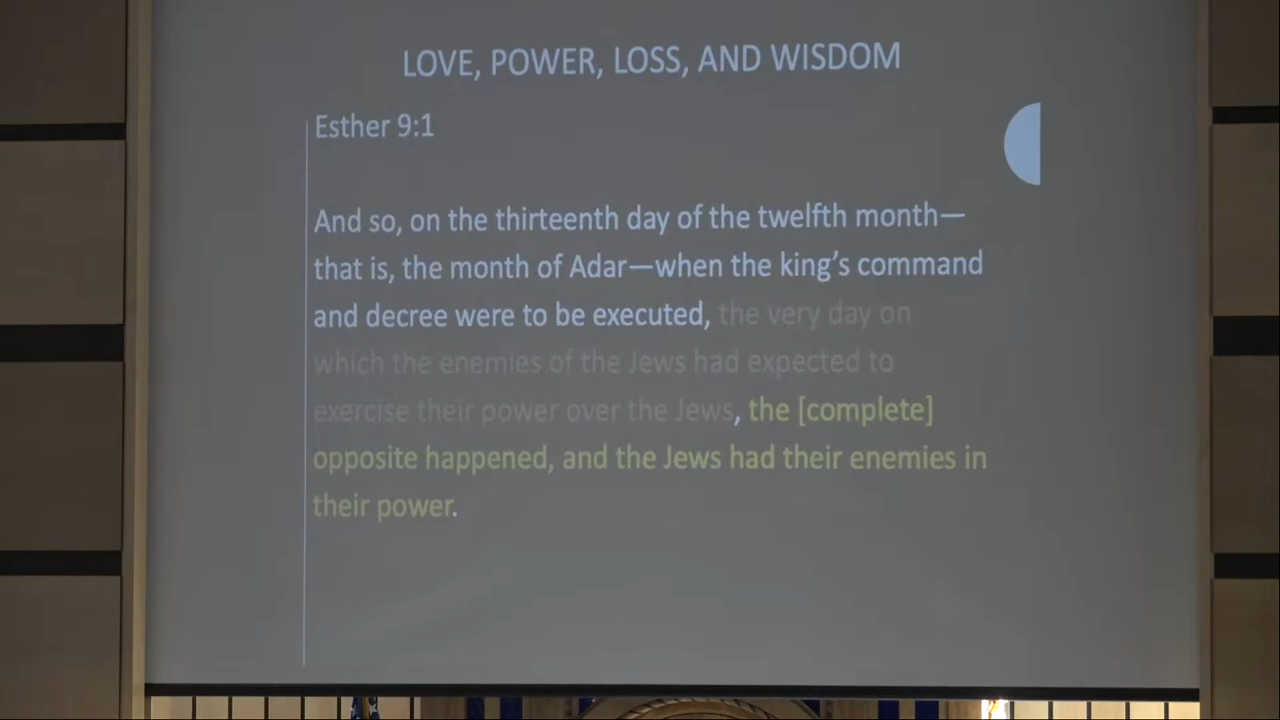 LOVE, POWER, LOSS, AND WISDOM
Esther 9:1
And so, on the thirteenth day of the twelfth month—
that is, the month of Adar—when the king’s command
and decree were to be executed, the very day on
which the enemies of the Jews had expected to
exercise their power over the Jews, the [complete]
opposite happened, and the Jews had their enemies in
their power.